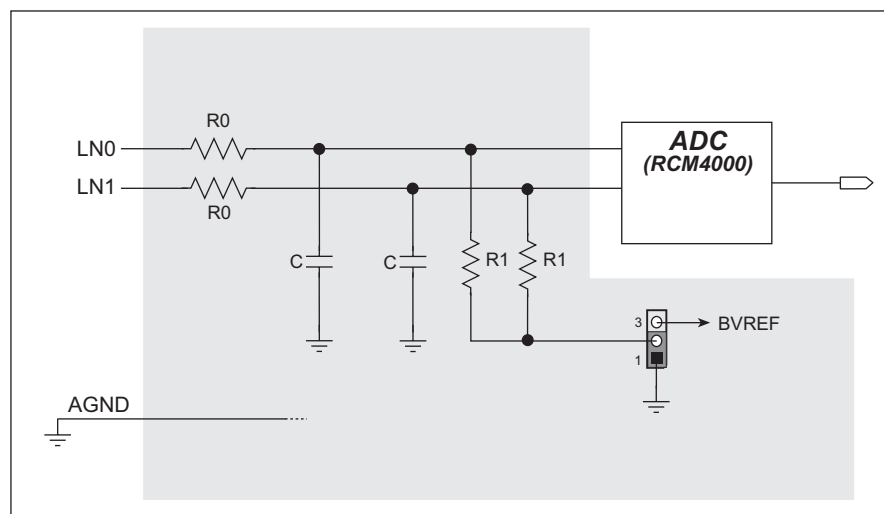 R0
LN0
ADC
(RCM4000)
LN1
R0
C
C
R1
R1
3
BVREF
1
AGND